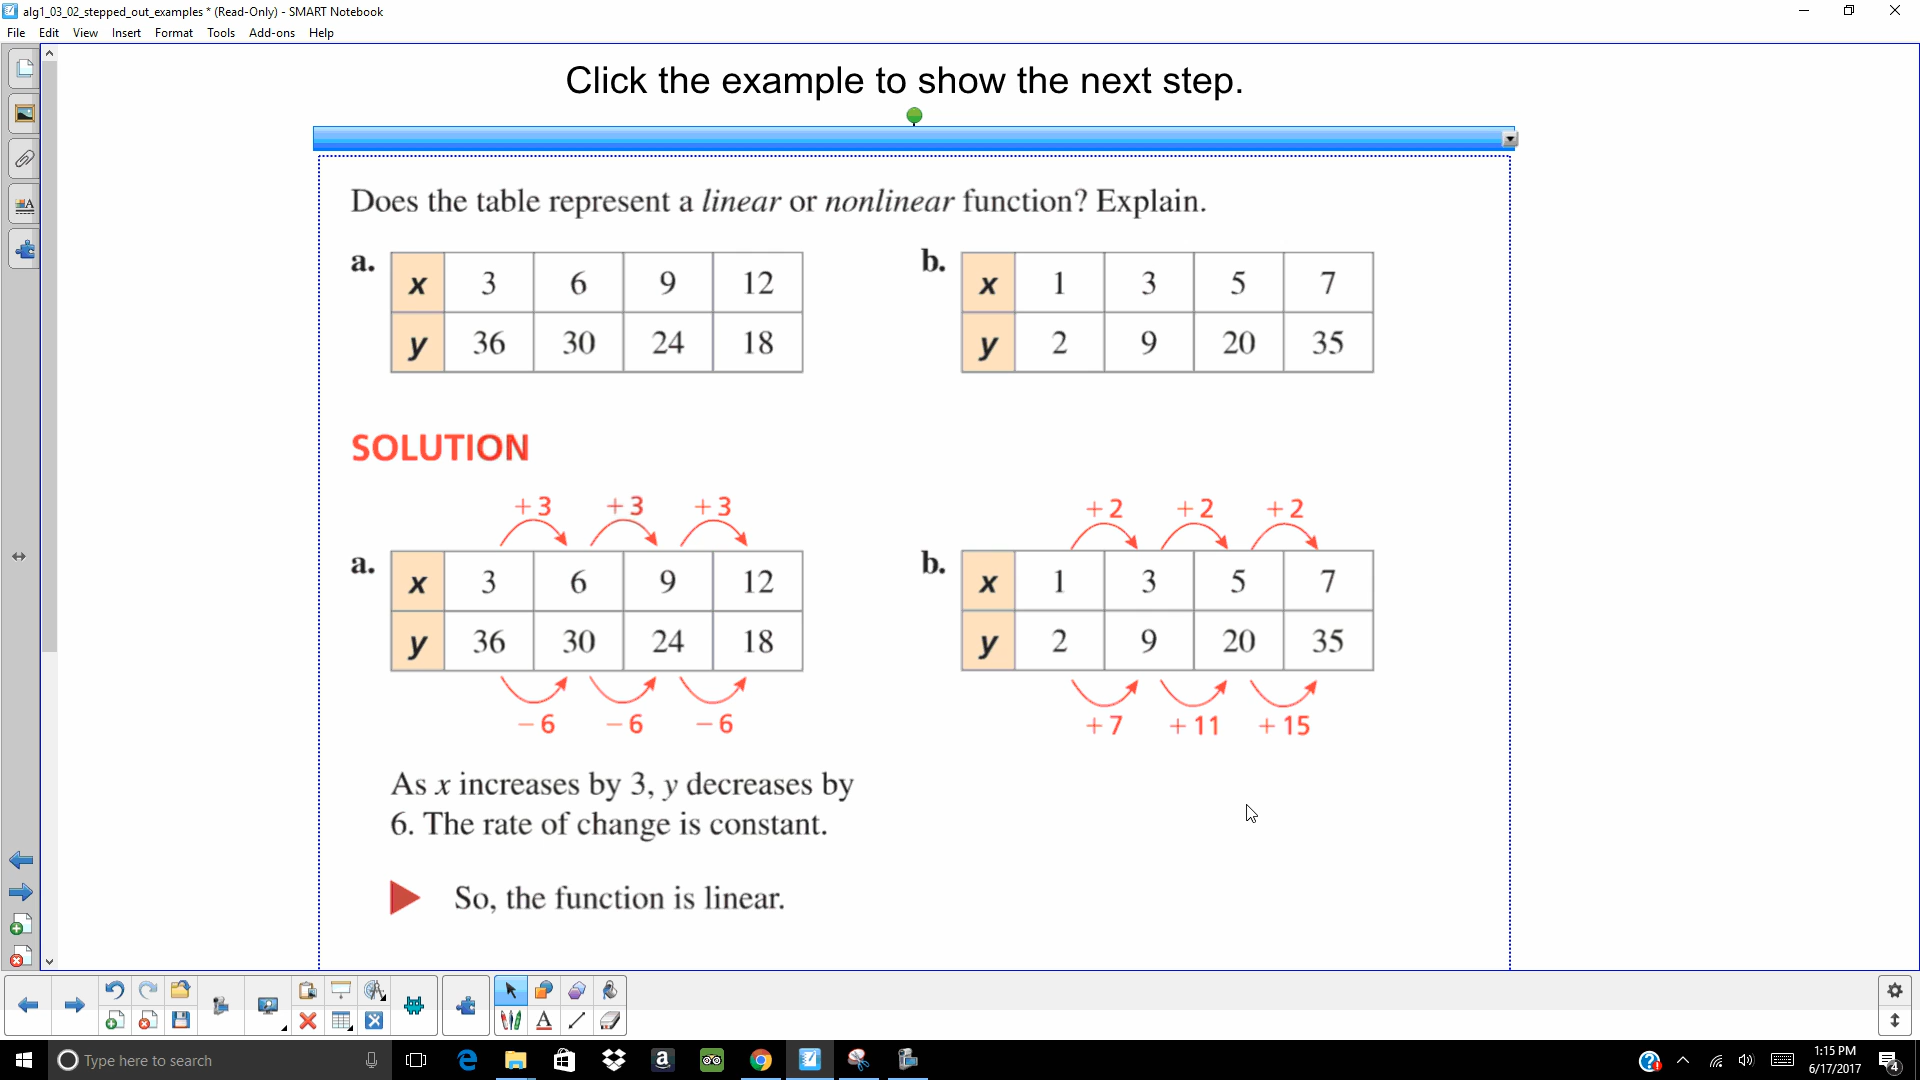 alg1_03_02_stepped_out_examples * (Read-Only) - SMART Notebook
File Edit View Insert Format Tools Add-ons Help
Click the example to show the next step.
Does the table represent a linear or nonlinear function? Explain.
a.
x 3 6 9 12
y 36 30 24 18
b.
x 1 3 5 7
y 2 9 20 35
SOLUTION
+3 +3 +3
a.
x 3 6 9 12
y 36 30 24 18
−6 −6 −6
As x increases by 3, y decreases by
6. The rate of change is constant.
So, the function is linear.
+2 +2 +2
b.
x 1 3 5 7
y 2 9 20 35
+7 +11 +15
Type here to search
1:15 PM
6/17/2017
4